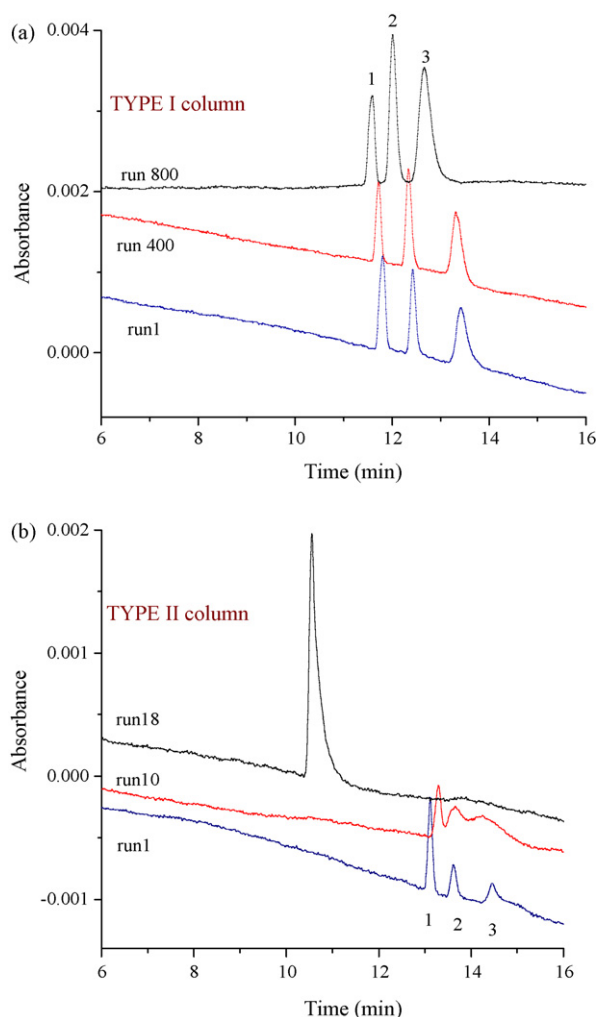 (a)
0.004
0.002
0.000
Absorbance
TYPE I column
1
2
3
run 800
run 400
run1
6
8
10
12
14
16
Time (min)
(b)
0.002
0.001
0.000
-0.001
Absorbance
TYPE II column
run18
run10
run1
1
2
3
6
8
10
12
14
16
Time (min)